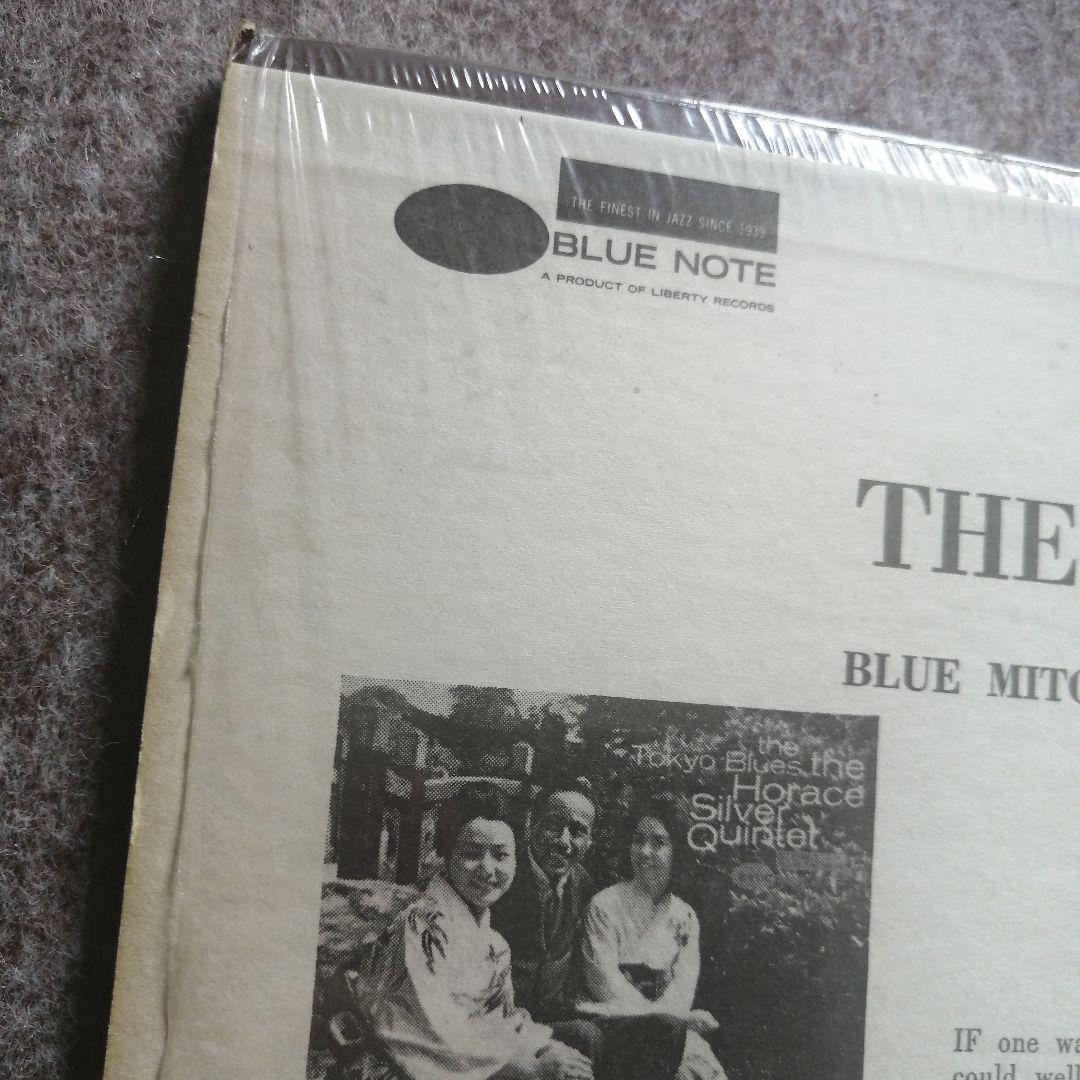 THE FINEST IN JAZZ SINCE 1939
BLUE NOTE
A PRODUCT OF LIBERTY RECORDS
THE
BLUE MITC
the
Tokyo Blues the
Horace
Silver
Quintet
IF one wa
could well